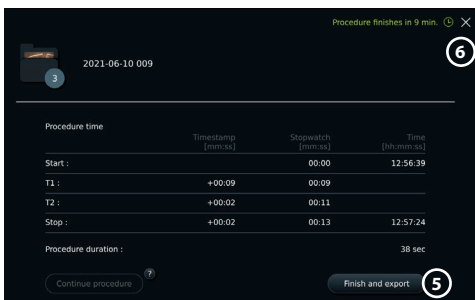 Procedure finishes in 9 min.
6
3
2021-06-10 009
Procedure time
Timestamp [mm:ss] Stopwatch [mm:ss] Time [hh:mm:ss]
Start : 00:00 12:56:39
T1 : +00:09 00:09
T2 : +00:02 00:11
Stop : +00:02 00:13 12:57:24
Procedure duration : 38 sec
Continue procedure ?
Finish and export 5